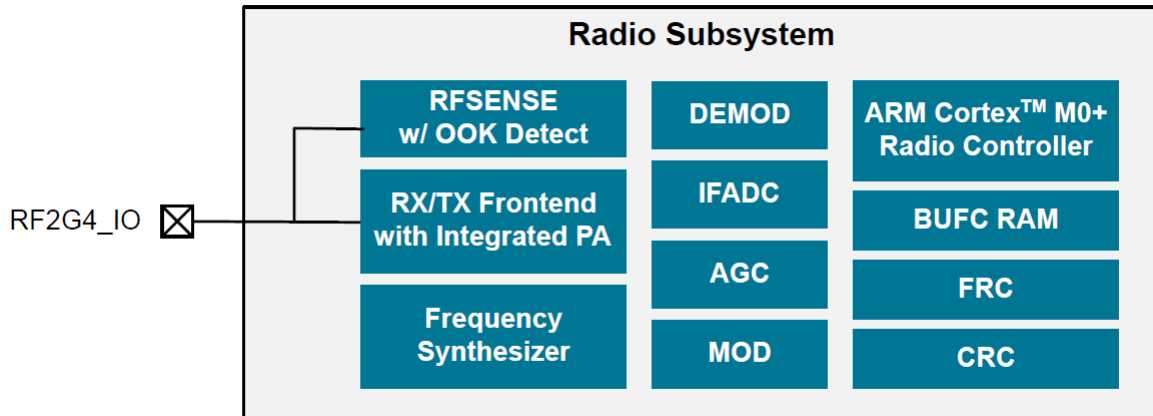 Radio Subsystem
RF2G4_IO
RFSENSE
w/ OOK Detect
RX/TX Frontend
with Integrated PA
Frequency
Synthesizer
DEMOD
IFADC
AGC
MOD
ARM Cortex™ M0+
Radio Controller
BUFC RAM
FRC
CRC